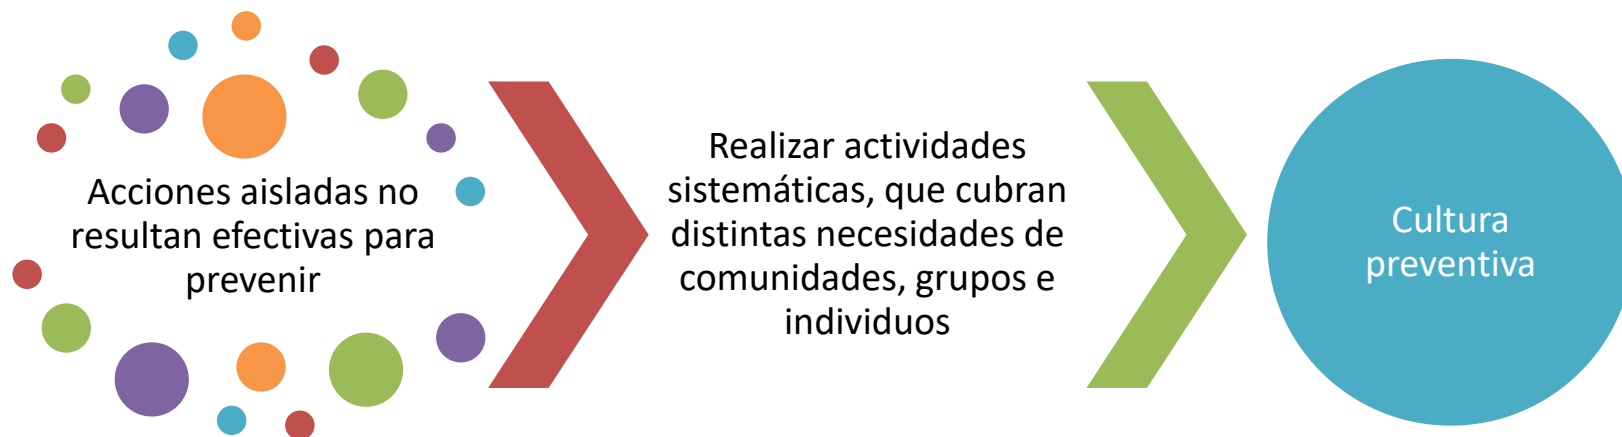 Acciones aisladas no
resultan efectivas para
prevenir
Realizar actividades
sistemáticas, que cubran
distintas necesidades de
comunidades, grupos e
individuos
Cultura
preventiva